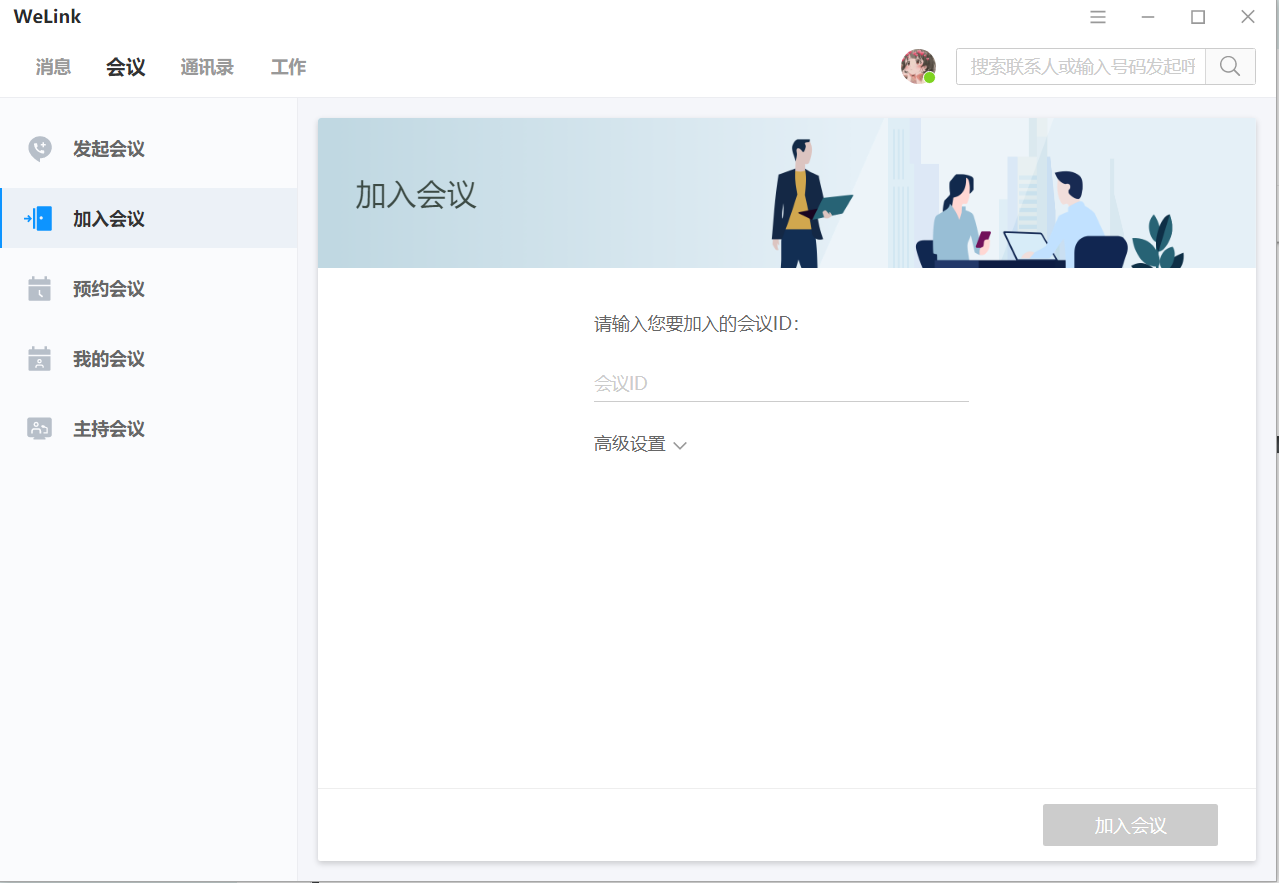 WeLink
消息 会议 通讯录 工作
搜索联系人或输入号码发起呼
发起会议
加入会议
预约会议
我的会议
主持会议
加入会议
请输入您要加入的会议ID：
会议ID
高级设置
加入会议